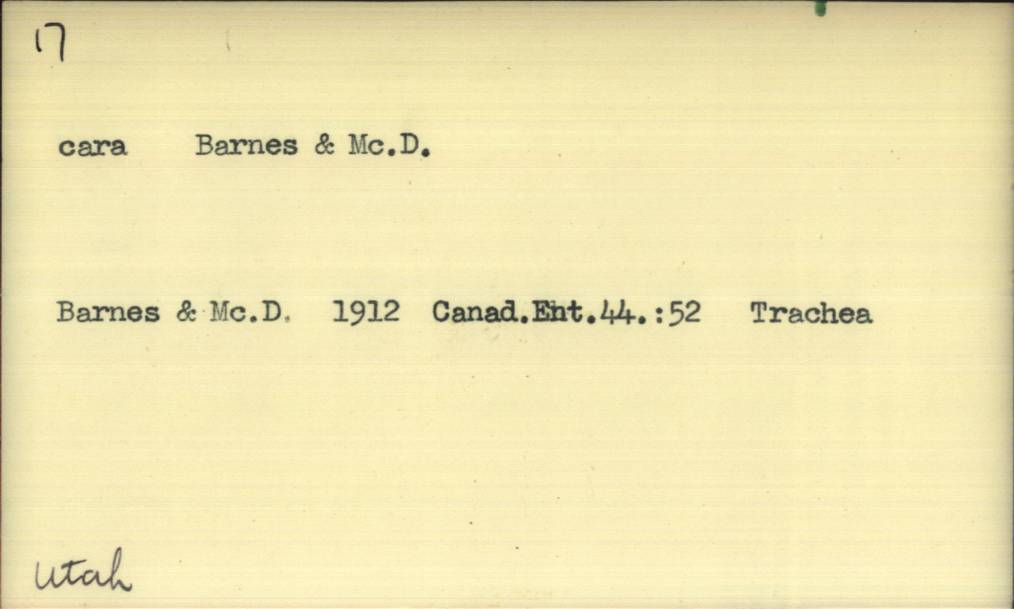 17
cara Barnes & Mc.D.
Barnes & Mc.D. 1912 Canad.Ent.44.:52 Trachea
Utah